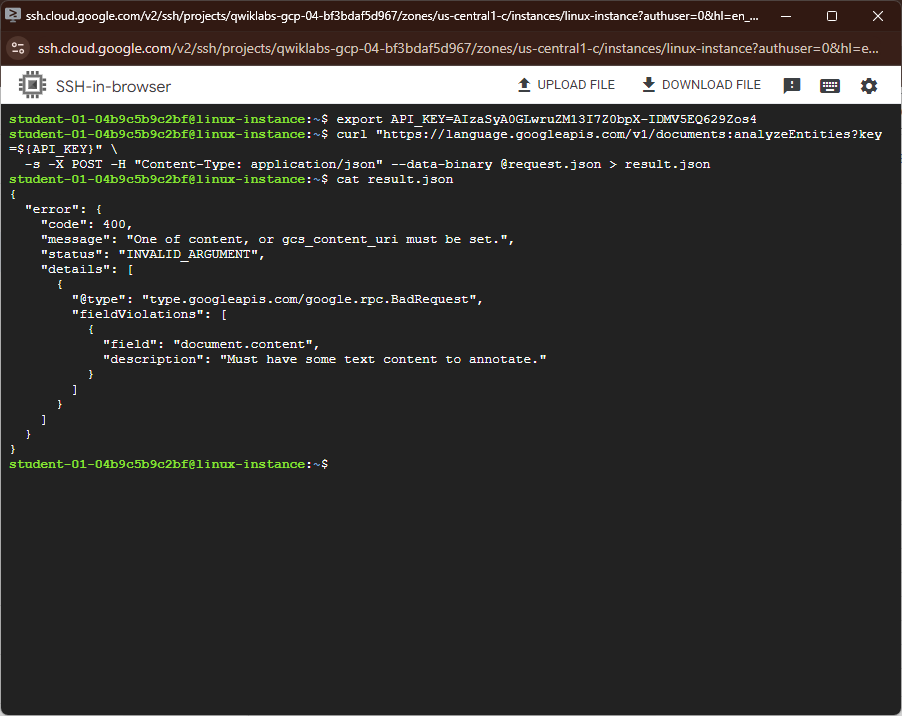 ssh.cloud.google.com/v2/ssh/projects/qwiklabs-gcp-04-bf3bdaf5d967/zones/us-central1-c/instances/linux-instance?authuser=0&hl=en_...
ssh.cloud.google.com/v2/ssh/projects/qwiklabs-gcp-04-bf3bdaf5d967/zones/us-central1-c/instances/linux-instance?authuser=0&hl=e...
SSH-in-browser UPLOAD FILE DOWNLOAD FILE
student-01-04b9c5b9c2bf@linux-instance:~$ export API_KEY=AIzaSyA0GLwruZM13I7Z0bpX-IDMV5EQ629Zos4
student-01-04b9c5b9c2bf@linux-instance:~$ curl "https://language.googleapis.com/v1/documents:analyzeEntities?key
=${API_KEY}" \
  -s -X POST -H "Content-Type: application/json" --data-binary @request.json > result.json
student-01-04b9c5b9c2bf@linux-instance:~$ cat result.json
{
  "error": {
    "code": 400,
    "message": "One of content, or gcs_content_uri must be set.",
    "status": "INVALID_ARGUMENT",
    "details": [
      {
        "@type": "type.googleapis.com/google.rpc.BadRequest",
        "fieldViolations": [
          {
            "field": "document.content",
            "description": "Must have some text content to annotate."
          }
        ]
      }
    ]
  }
}
student-01-04b9c5b9c2bf@linux-instance:~$